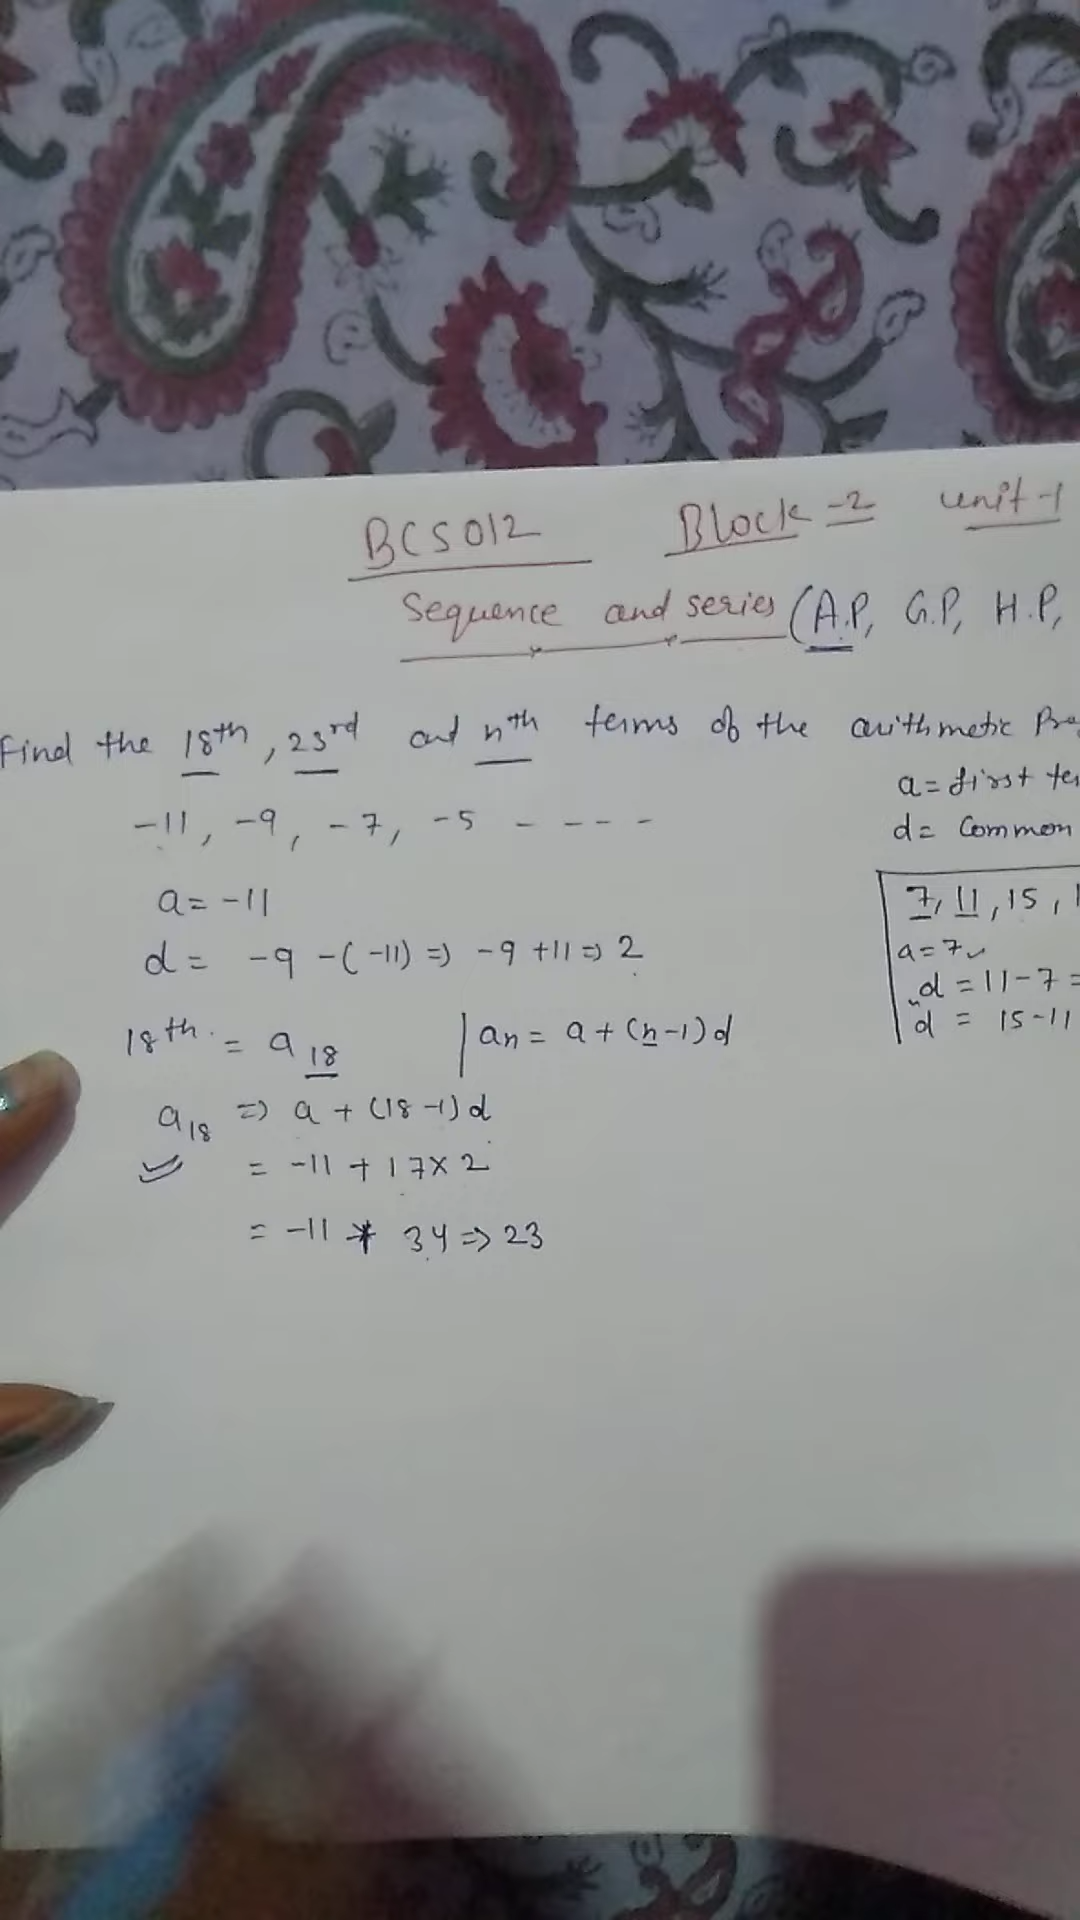 BCS012 Block-2 unit-1
Sequence and series (A.P, G.P, H.P,
Find the 18th, 23rd and nth terms of the arithmetic
-11, -9, -7, -5 - - - -
a = first
d = Common
7, 11, 15,
a = 7
d = 11-7 =
d = 15-11
a = -11
d = -9 -(-11) => -9 +11 => 2
18th = a18 | an = a + (n-1)d
a18 => a + (18-1)d
= -11 + 17×2
= -11 + 34 => 23